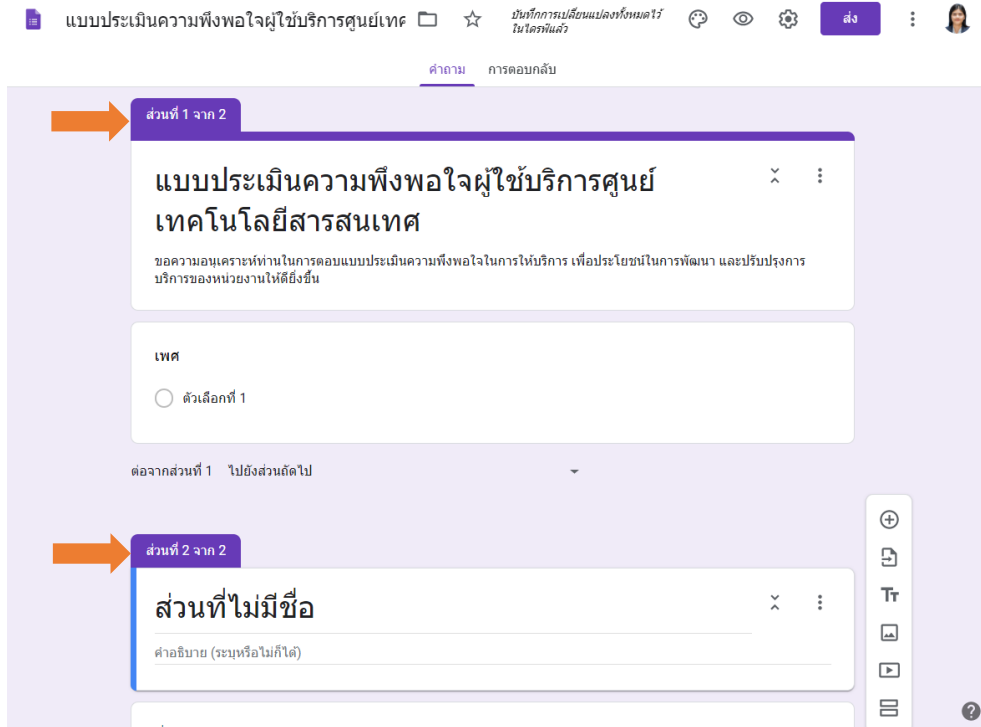 แบบประเมินความพึงพอใจผู้ใช้บริการศูนย์เทค
บันทึกการเปลี่ยนแปลงทั้งหมดไว้
ในไดรฟ์แล้ว
ส่ง
คำถาม การตอบกลับ
ส่วนที่ 1 จาก 2
แบบประเมินความพึงพอใจผู้ใช้บริการศูนย์
เทคโนโลยีสารสนเทศ
ขอความอนุเคราะห์ท่านในการตอบแบบประเมินความพึงพอใจในการให้บริการ เพื่อประโยชน์ในการพัฒนา และปรับปรุงการ
บริการของหน่วยงานให้ดียิ่งขึ้น
เพศ
ตัวเลือกที่ 1
ต่อจากส่วนที่ 1 ไปยังส่วนถัดไป
ส่วนที่ 2 จาก 2
ส่วนที่ไม่มีชื่อ
คำอธิบาย (ระบุหรือไม่ก็ได้)